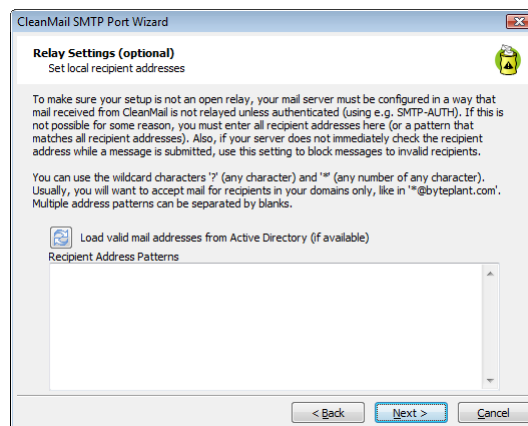 CleanMail SMTP Port Wizard
Relay Settings (optional)
Set local recipient addresses
To make sure your setup is not an open relay, your mail server must be configured in a way that
mail received from CleanMail is not relayed unless authenticated (using e.g. SMTP-AUTH). If this is
not possible for some reason, you must enter all recipient addresses here (or a pattern that
matches all recipient addresses). Also, if your server does not immediately check the recipient
address while a message is submitted, use this setting to block messages to invalid recipients.
You can use the wildcard characters '?' (any character) and '*' (any number of any character).
Usually, you will want to accept mail for recipients in your domains only, like in '*@byteplant.com'.
Multiple address patterns can be separated by blanks.
Load valid mail addresses from Active Directory (if available)
Recipient Address Patterns
< Back Next > Cancel